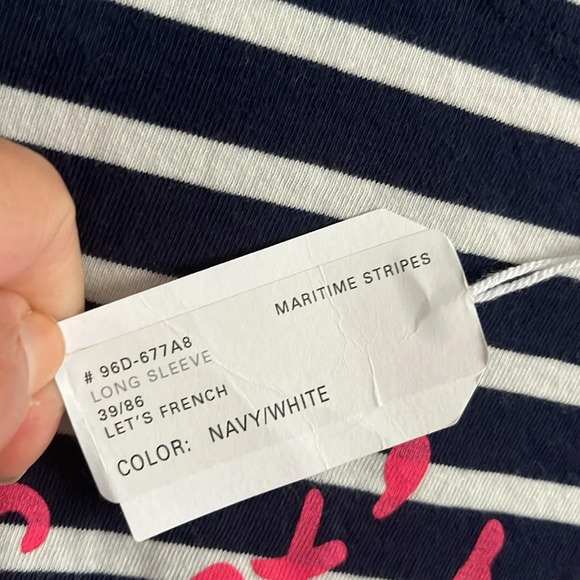 MARITIME STRIPES
# 96D-677A8
LONG SLEEVE
39/86
LET'S FRENCH
COLOR: NAVY/WHITE